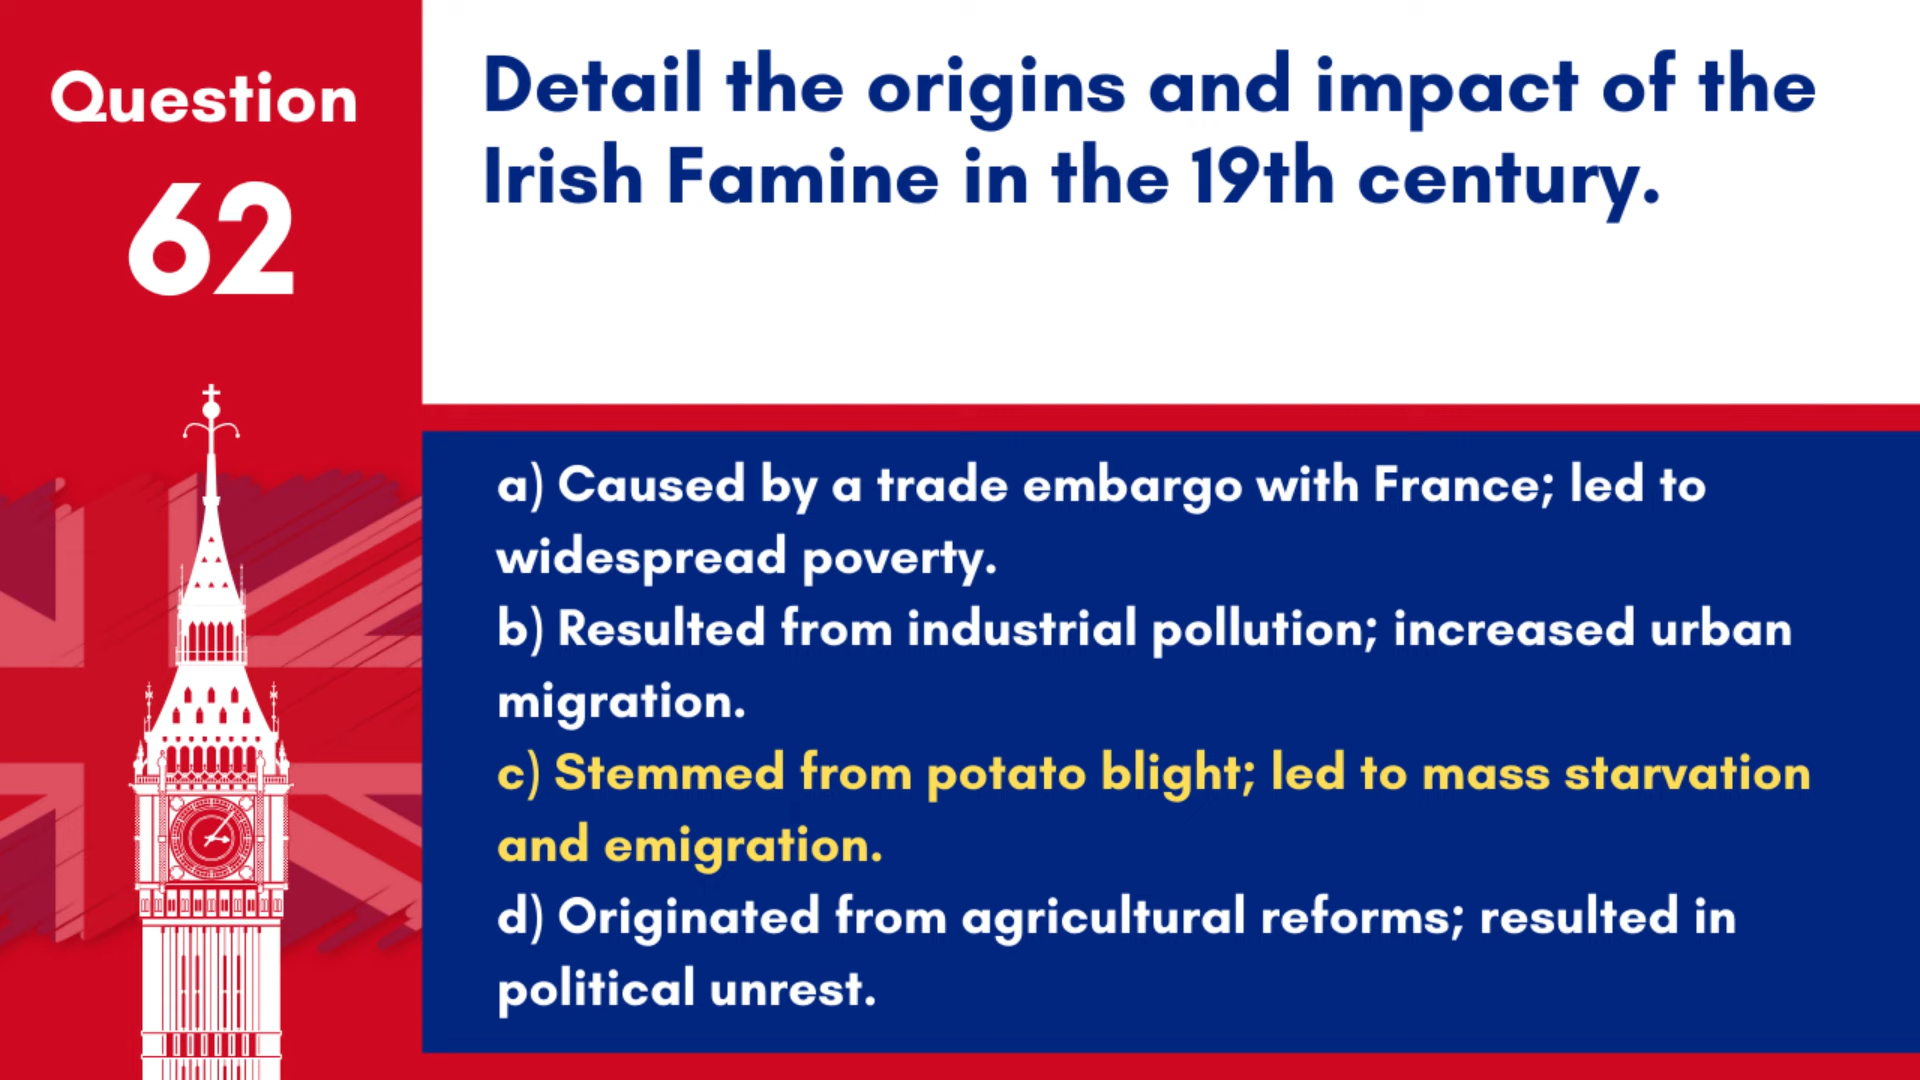 Question
62
Detail the origins and impact of the
Irish Famine in the 19th century.
a) Caused by a trade embargo with France; led to
widespread poverty.
b) Resulted from industrial pollution; increased urban
migration.
c) Stemmed from potato blight; led to mass starvation
and emigration.
d) Originated from agricultural reforms; resulted in
political unrest.